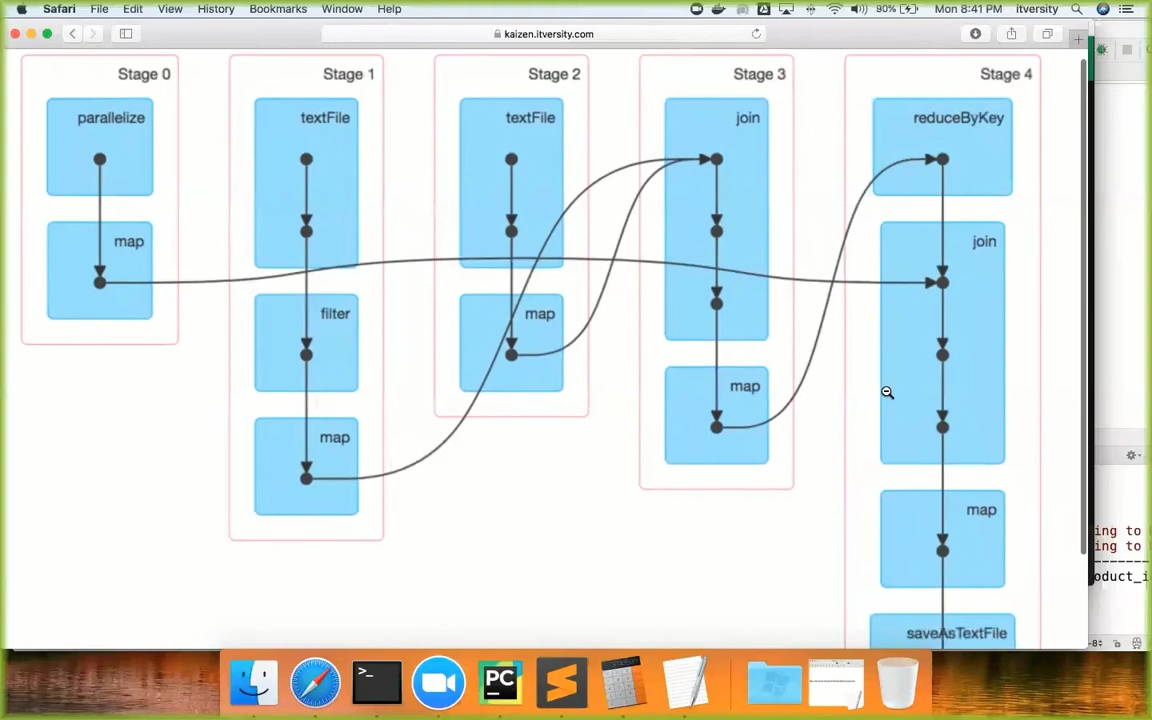 Safari File Edit View History Bookmarks Window Help 90% Mon 8:41 PM itversity
kaizen.itversity.com
Stage 0 Stage 1 Stage 2 Stage 3 Stage 4
parallelize textFile textFile join reduceByKey
map join
filter map
map
map
map
saveAsTextFile
ing to
ing to
oduct_i
>_
PC